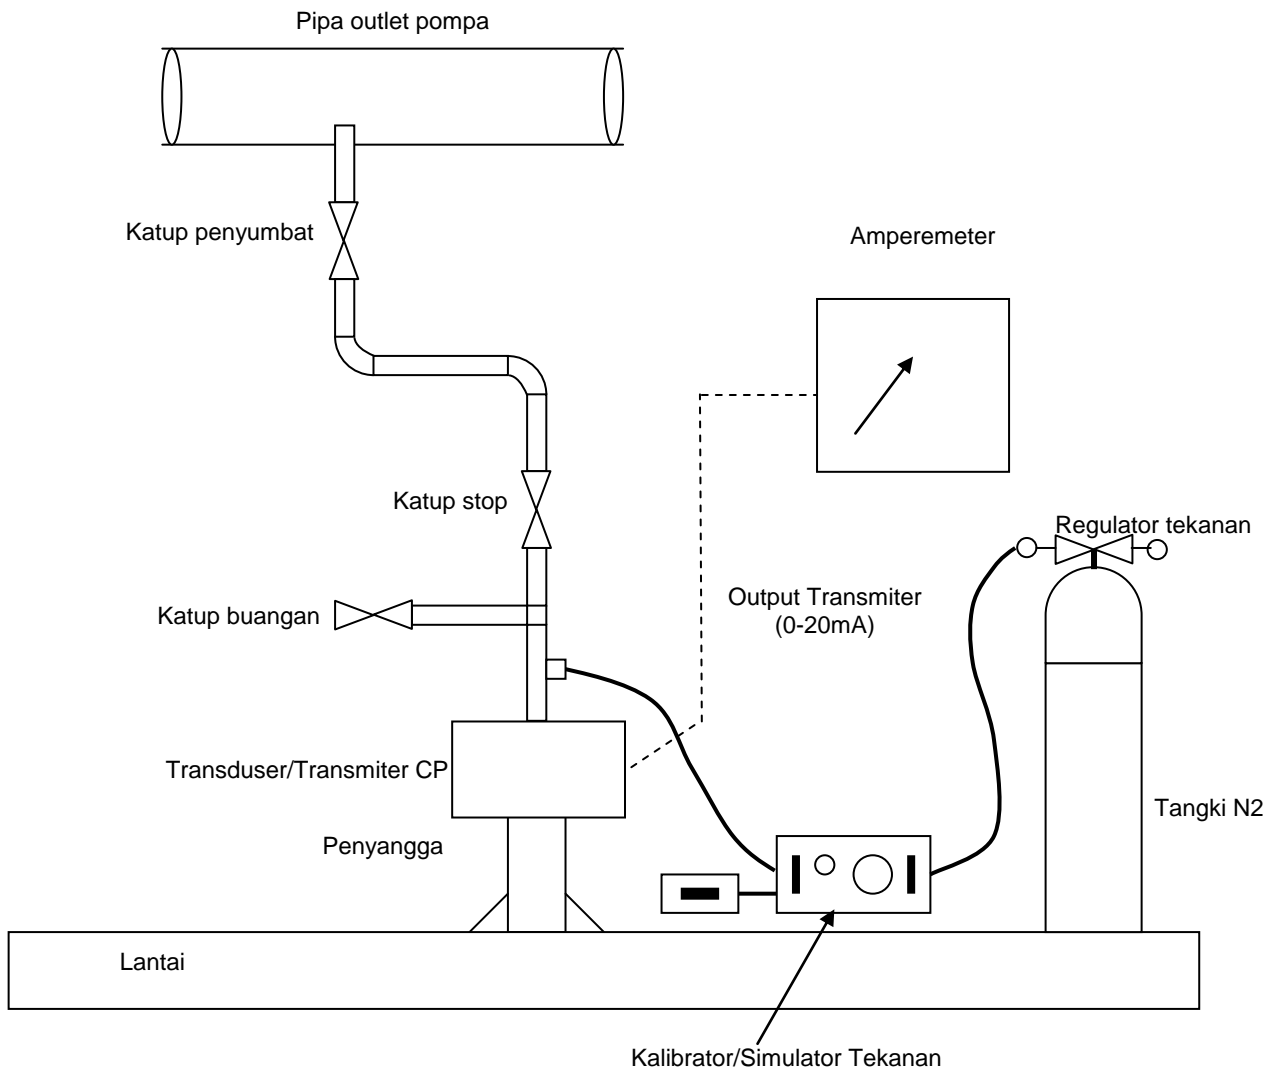 Pipa outlet pompa
Katup penyumbat
Amperemeter
Katup stop
Regulator tekanan
Output Transmiter
(0-20mA)
Katup buangan
Transduser/Transmiter CP
Tangki N2
Penyangga
Lantai
Kalibrator/Simulator Tekanan